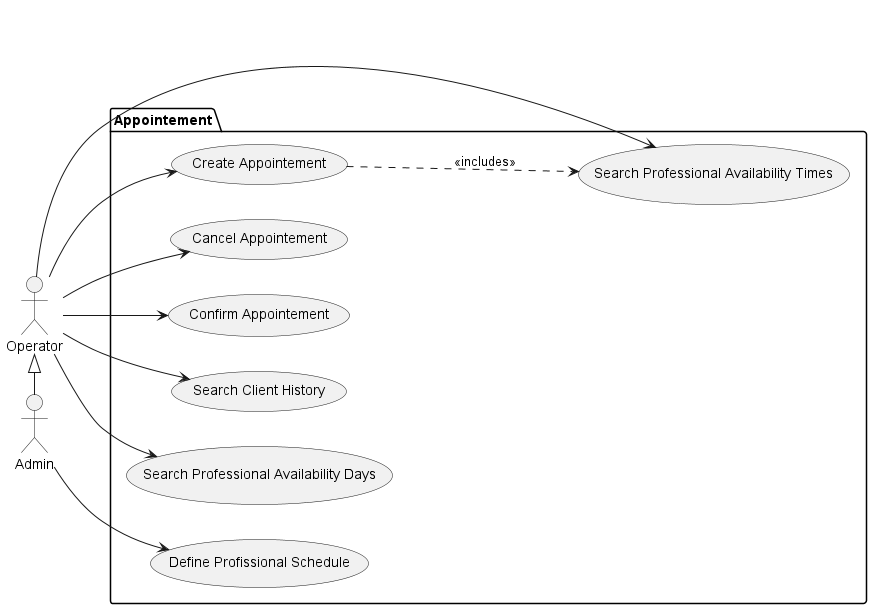 Appointement
Create Appointement
«includes»
Search Professional Availability Times
Cancel Appointement
Confirm Appointement
Operator
Search Client History
Admin
Search Professional Availability Days
Define Profissional Schedule